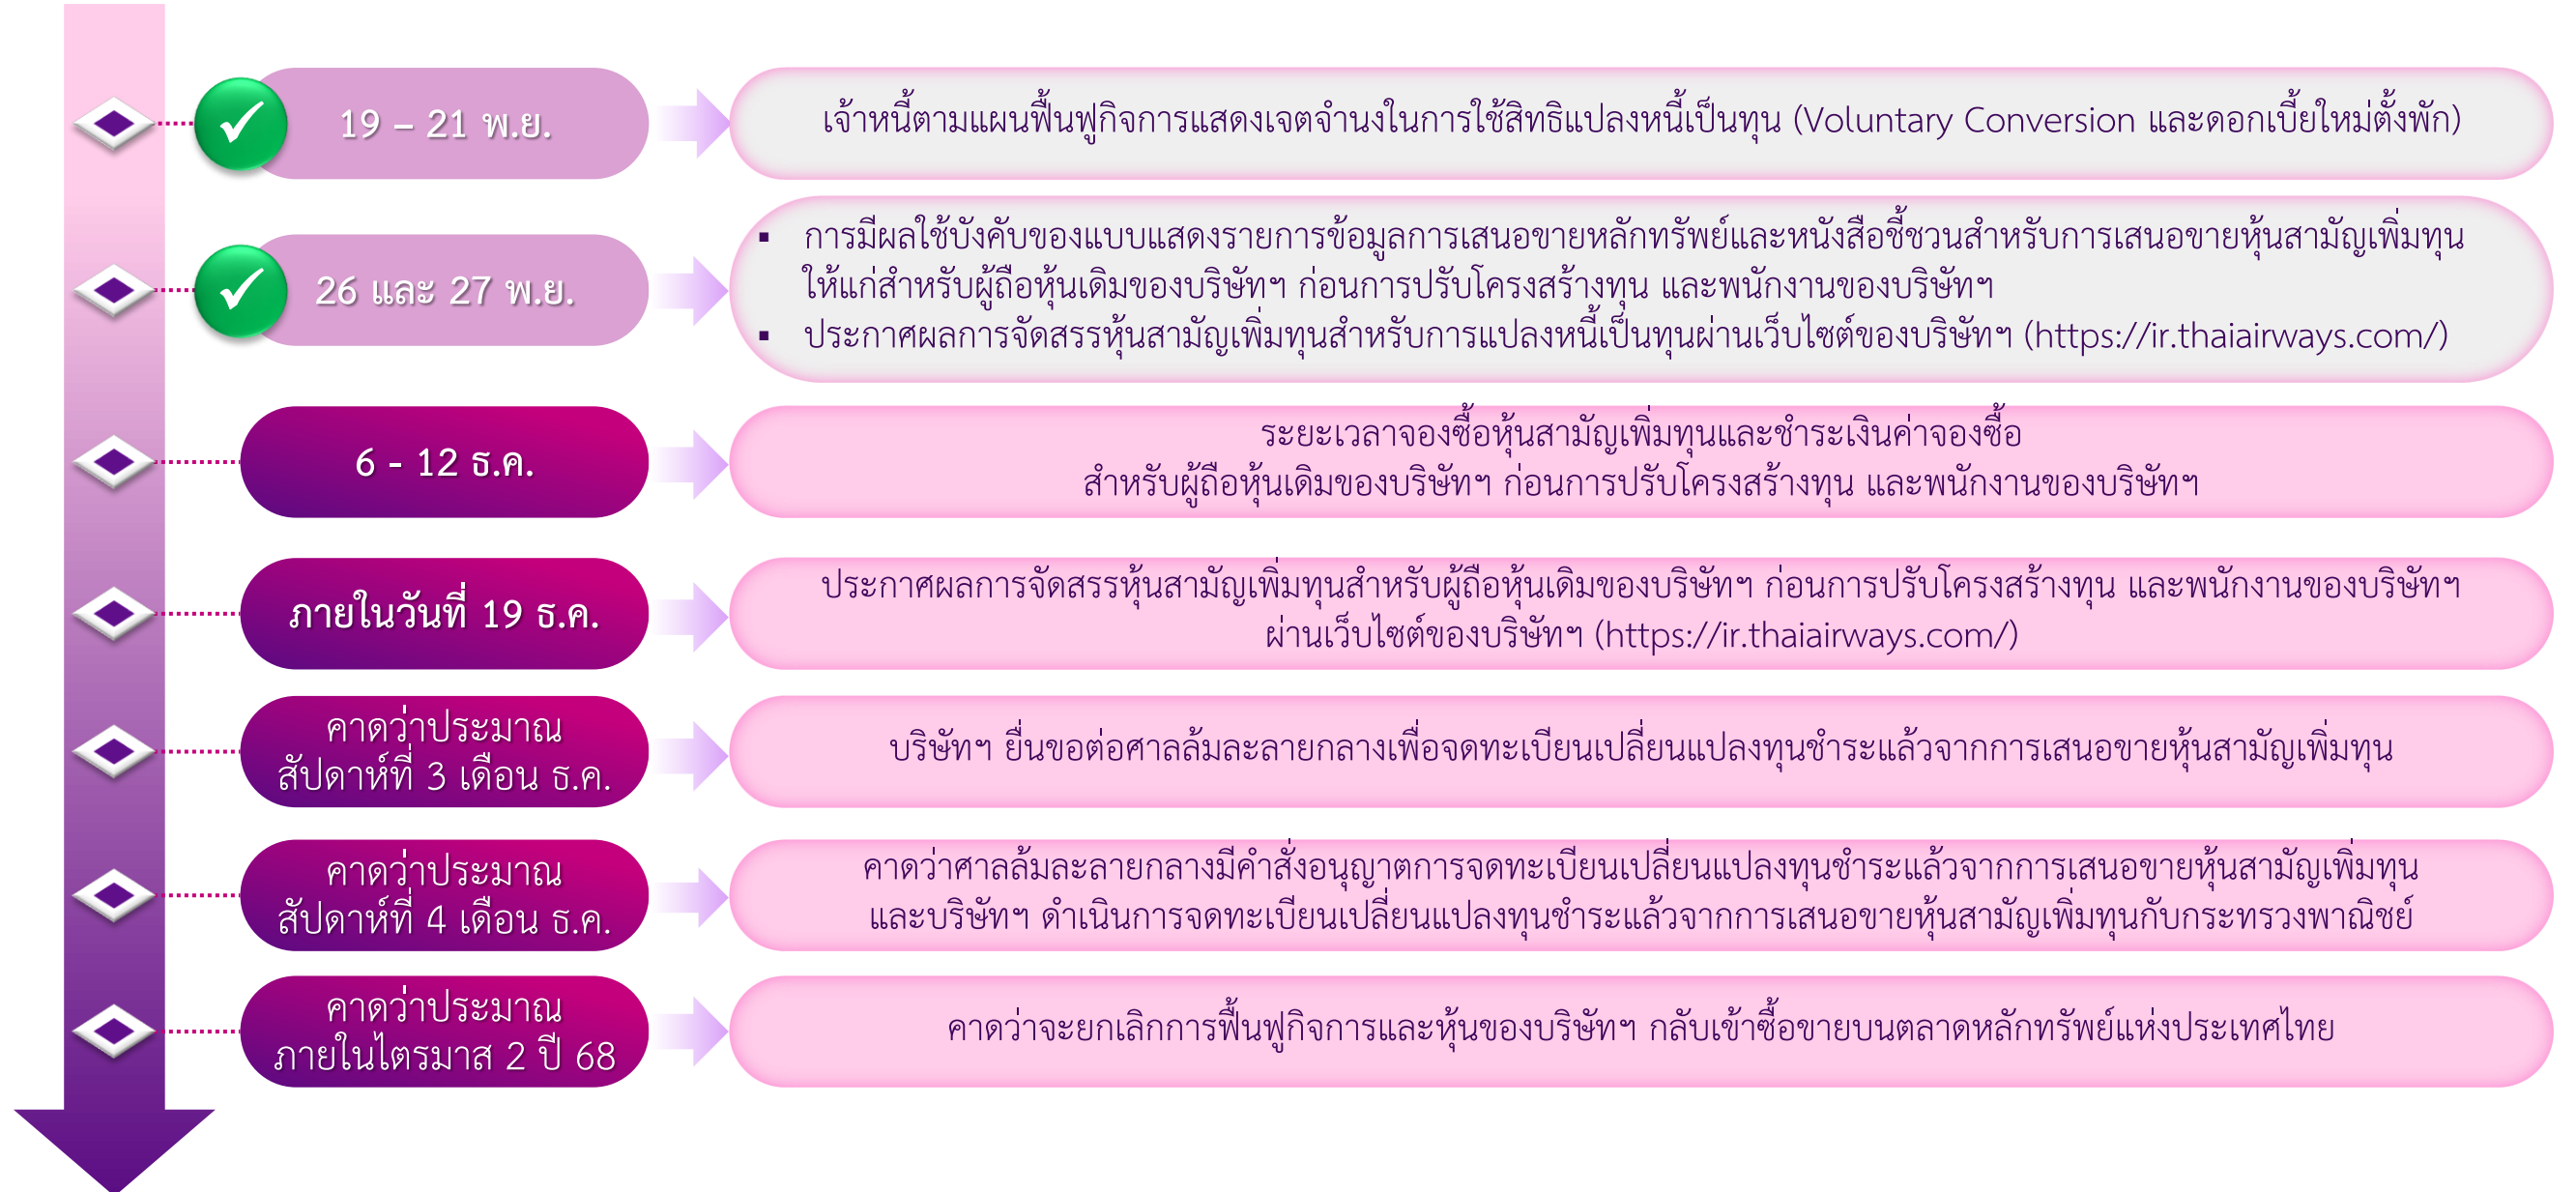 19 – 21 พ.ย.
เจ้าหนี้ตามแผนฟื้นฟูกิจการแสดงเจตจำนงในการใช้สิทธิแปลงหนี้เป็นทุน (Voluntary Conversion และดอกเบี้ยใหม่ตั้งพัก)
26 และ 27 พ.ย.
▪ การมีผลใช้บังคับของแบบแสดงรายการข้อมูลการเสนอขายหลักทรัพย์และหนังสือชี้ชวนสำหรับการเสนอขายหุ้นสามัญเพิ่มทุน
ให้แก่สำหรับผู้ถือหุ้นเดิมของบริษัทฯ ก่อนการปรับโครงสร้างทุน และพนักงานของบริษัทฯ
▪ ประกาศผลการจัดสรรหุ้นสามัญเพิ่มทุนสำหรับการแปลงหนี้เป็นทุนผ่านเว็บไซต์ของบริษัทฯ (https://ir.thaiairways.com/)
6 - 12 ธ.ค.
ระยะเวลาจองซื้อหุ้นสามัญเพิ่มทุนและชำระเงินค่าจองซื้อ
สำหรับผู้ถือหุ้นเดิมของบริษัทฯ ก่อนการปรับโครงสร้างทุน และพนักงานของบริษัทฯ
ภายในวันที่ 19 ธ.ค.
ประกาศผลการจัดสรรหุ้นสามัญเพิ่มทุนสำหรับผู้ถือหุ้นเดิมของบริษัทฯ ก่อนการปรับโครงสร้างทุน และพนักงานของบริษัทฯ
ผ่านเว็บไซต์ของบริษัทฯ (https://ir.thaiairways.com/)
คาดว่าประมาณ
สัปดาห์ที่ 3 เดือน ธ.ค.
บริษัทฯ ยื่นขอต่อศาลล้มละลายกลางเพื่อจดทะเบียนเปลี่ยนแปลงทุนชำระแล้วจากการเสนอขายหุ้นสามัญเพิ่มทุน
คาดว่าประมาณ
สัปดาห์ที่ 4 เดือน ธ.ค.
คาดว่าศาลล้มละลายกลางมีคำสั่งอนุญาตการจดทะเบียนเปลี่ยนแปลงทุนชำระแล้วจากการเสนอขายหุ้นสามัญเพิ่มทุน
และบริษัทฯ ดำเนินการจดทะเบียนเปลี่ยนแปลงทุนชำระแล้วจากการเสนอขายหุ้นสามัญเพิ่มทุนกับกระทรวงพาณิชย์
คาดว่าประมาณ
ภายในไตรมาส 2 ปี 68
คาดว่าจะยกเลิกการฟื้นฟูกิจการและหุ้นของบริษัทฯ กลับเข้าซื้อขายบนตลาดหลักทรัพย์แห่งประเทศไทย